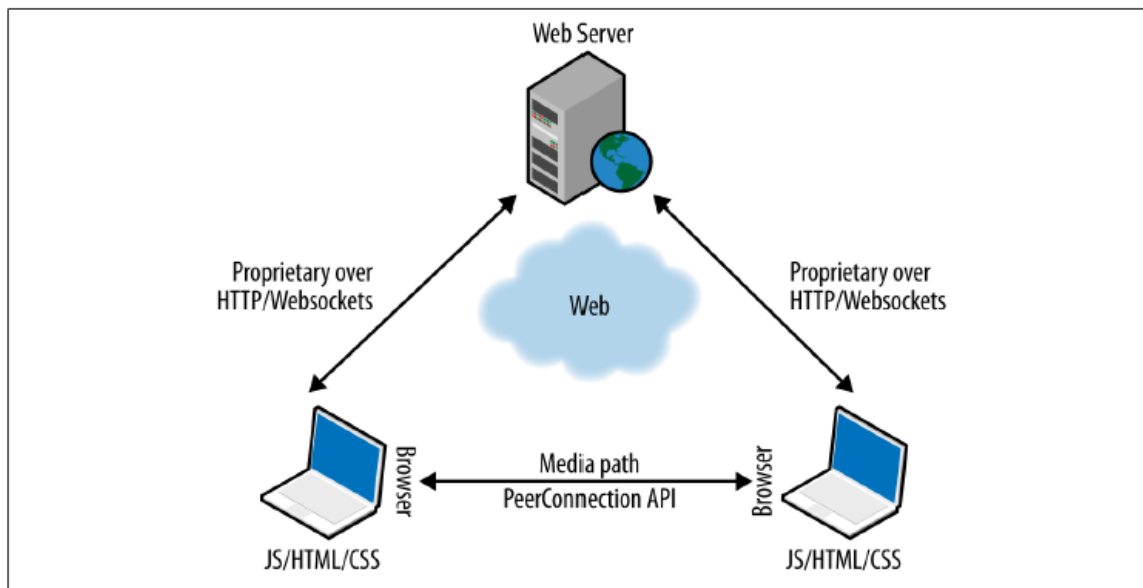 Web Server
Proprietary over
HTTP/Websockets
Proprietary over
HTTP/Websockets
Web
Browser
Media path
PeerConnection API
Browser
JS/HTML/CSS
JS/HTML/CSS